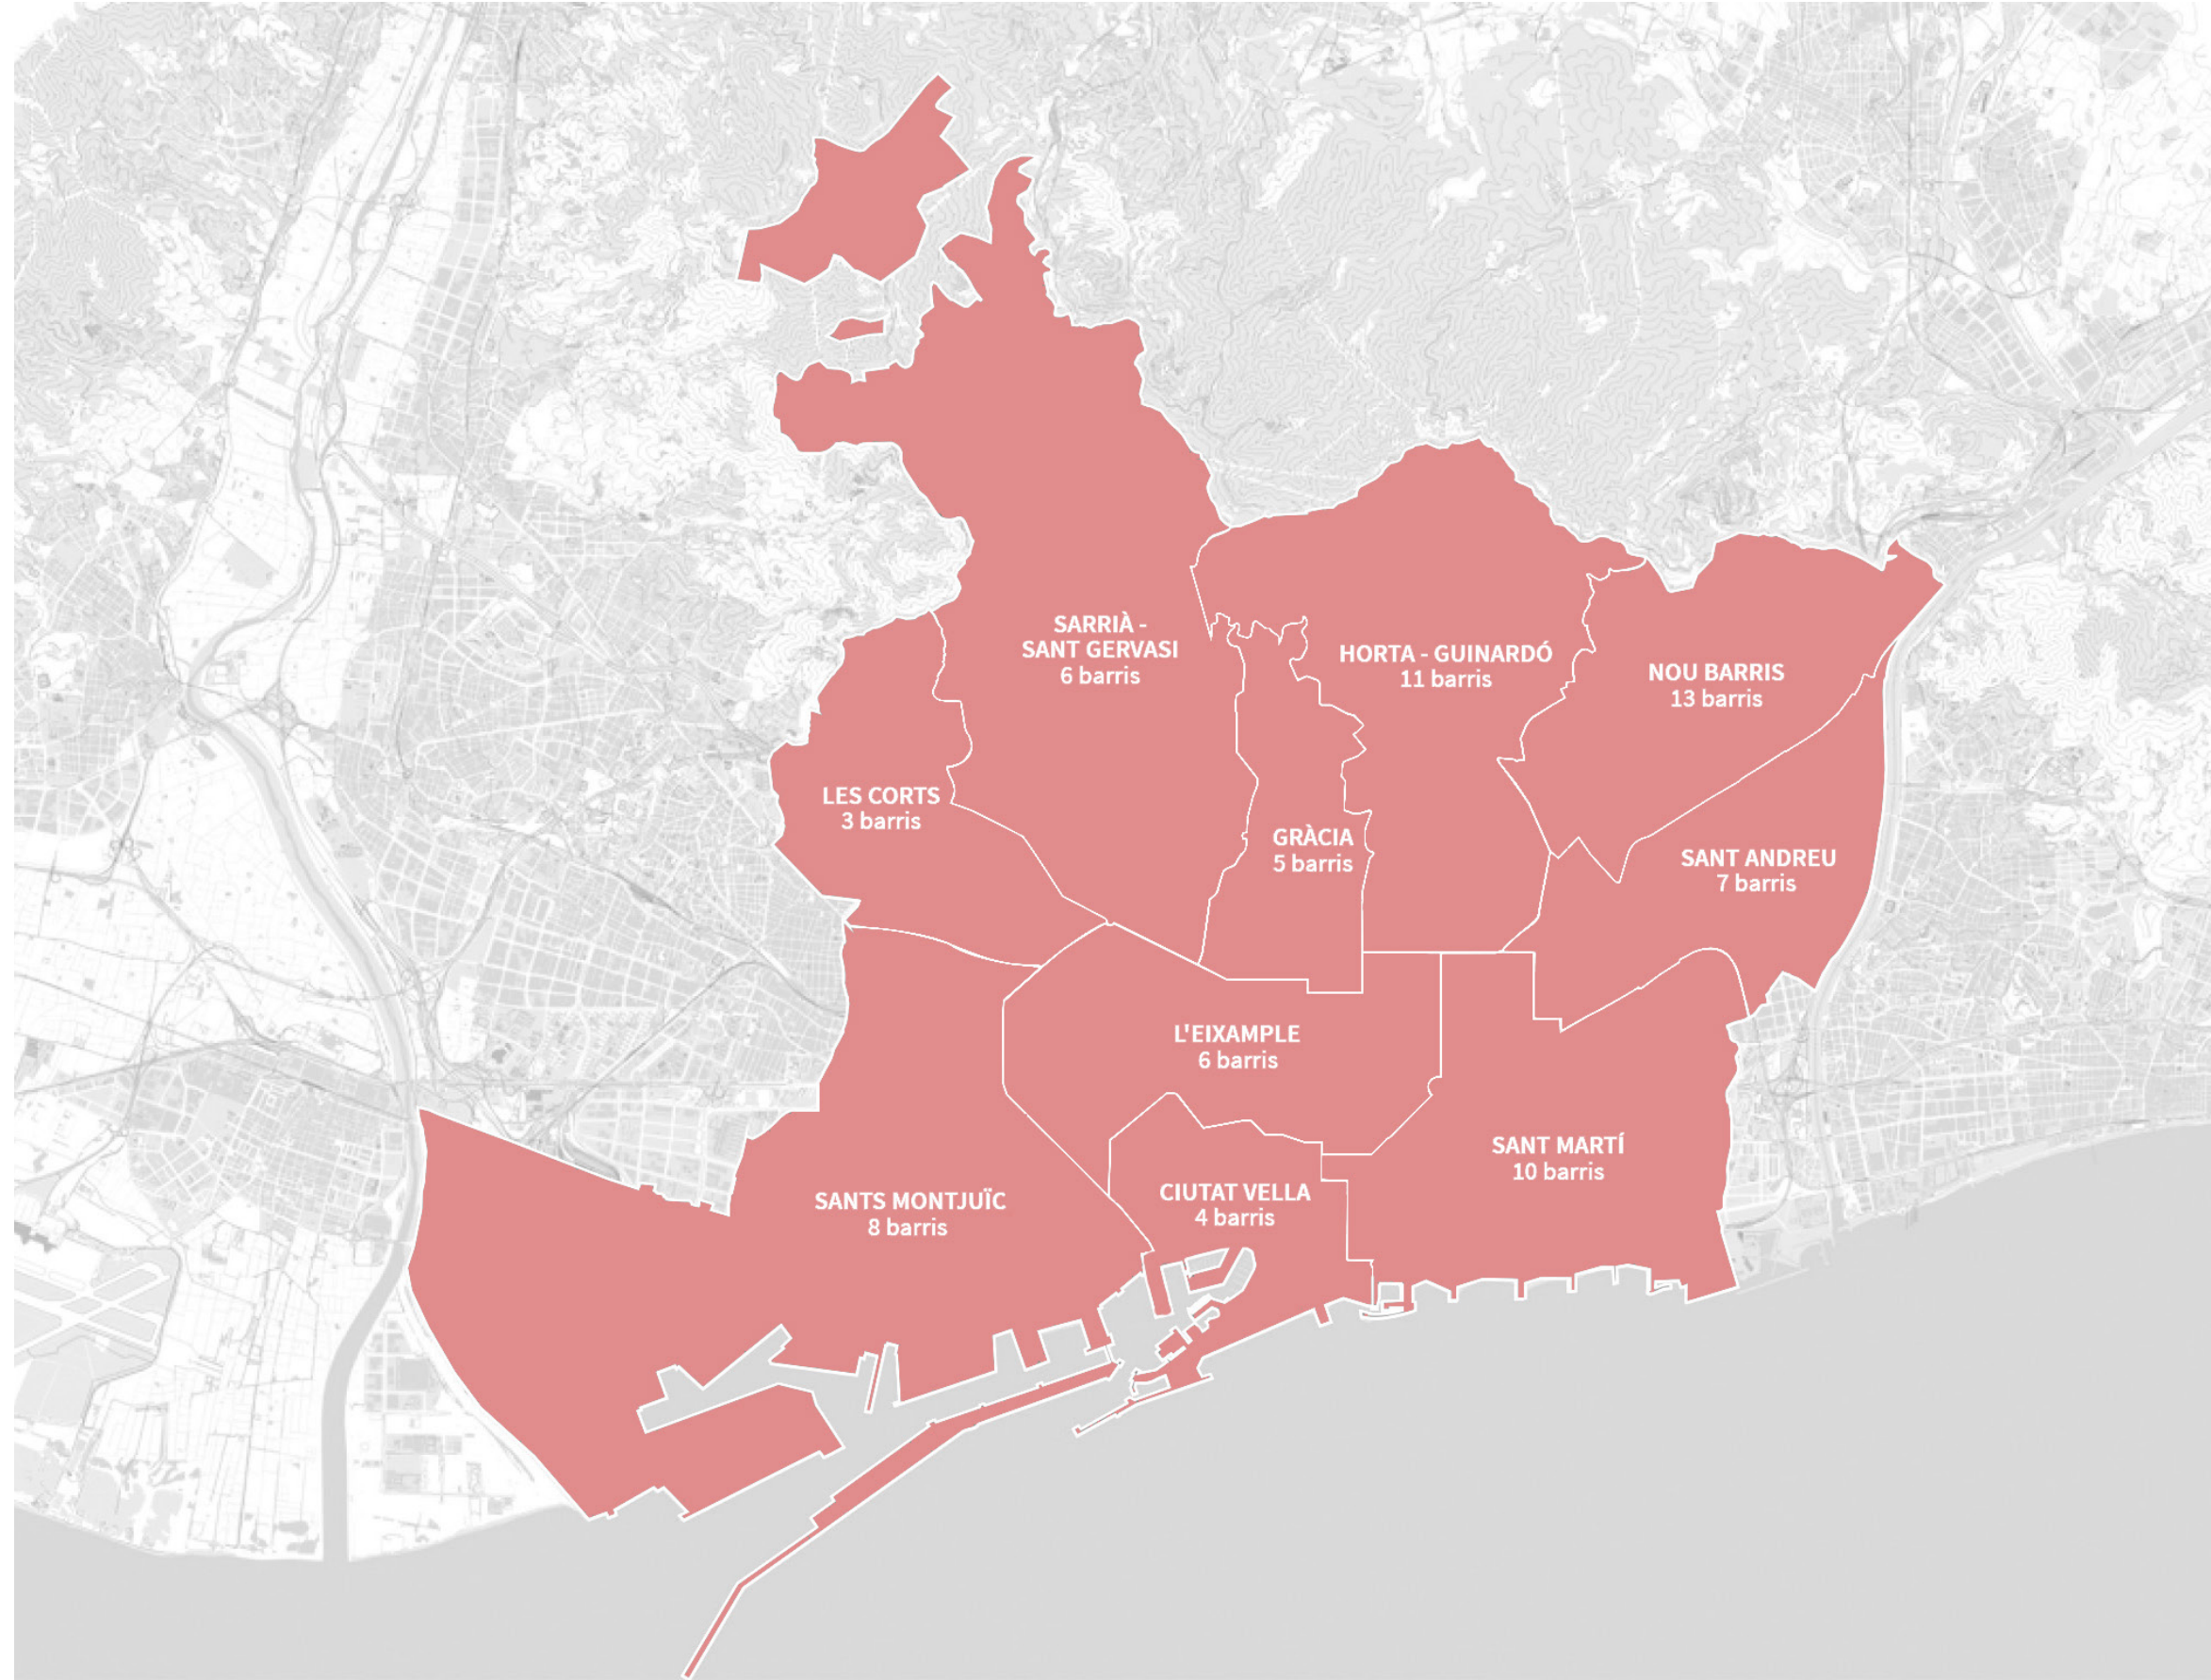 SARRIÀ -
SANT GERVASI
6 barris
HORTA - GUINARDÓ
11 barris
NOU BARRIS
13 barris
LES CORTS
3 barris
GRÀCIA
5 barris
SANT ANDREU
7 barris
L'EIXAMPLE
6 barris
SANT MARTÍ
10 barris
SANTS MONTJUÏC
8 barris
CIUTAT VELLA
4 barris